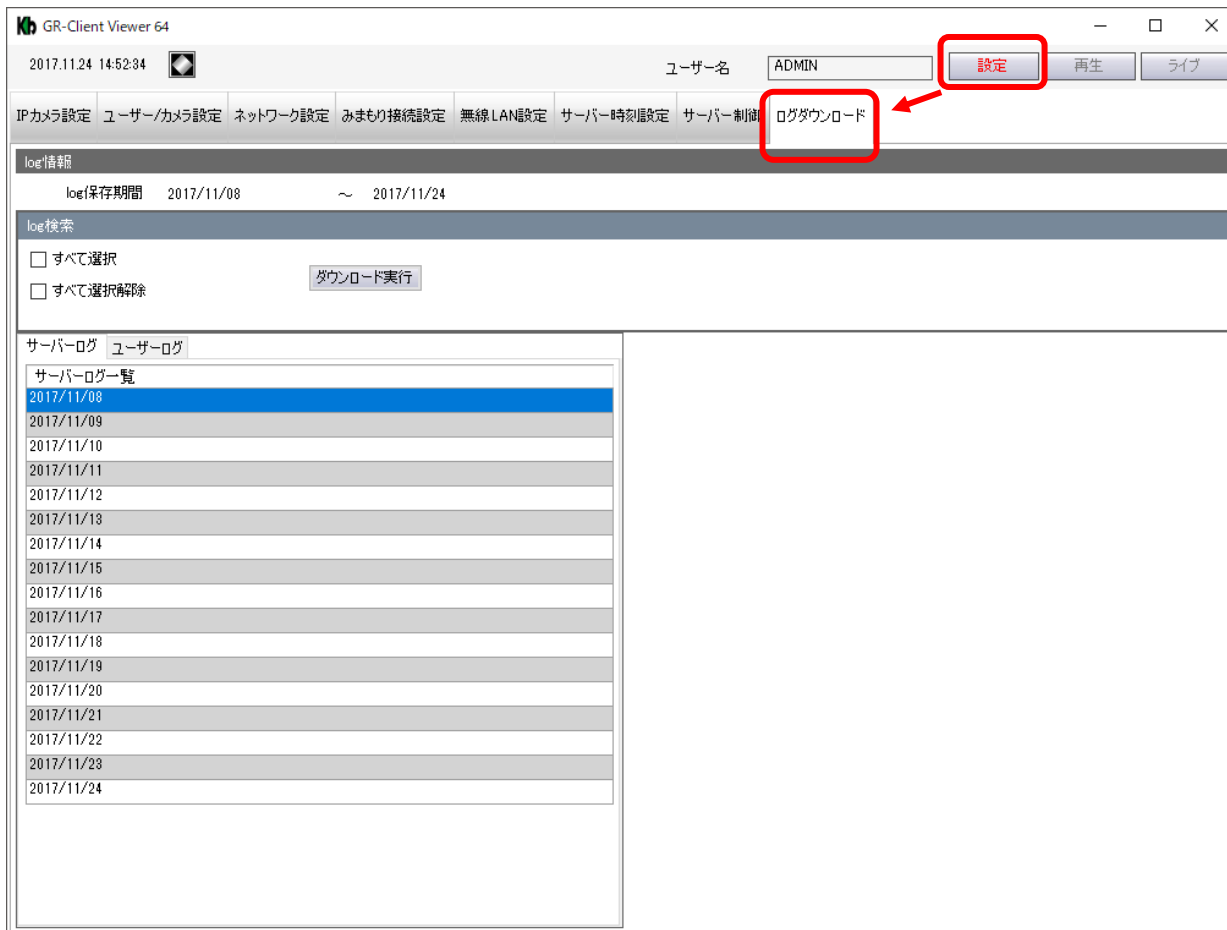 Kb GR-Client Viewer 64
2017.11.24 14:52:34 ユーザー名 ADMIN 設定 再生 ライブ
IPカメラ設定 ユーザー/カメラ設定 ネットワーク設定 みまもり接続設定 無線LAN設定 サーバー時刻設定 サーバー制御 ログダウンロード
log情報
log保存期間 2017/11/08 ～ 2017/11/24
log検索
すべて選択
ダウンロード実行
すべて選択解除
サーバーログ ユーザーログ
サーバーログ一覧
2017/11/08
2017/11/09
2017/11/10
2017/11/11
2017/11/12
2017/11/13
2017/11/14
2017/11/15
2017/11/16
2017/11/17
2017/11/18
2017/11/19
2017/11/20
2017/11/21
2017/11/22
2017/11/23
2017/11/24